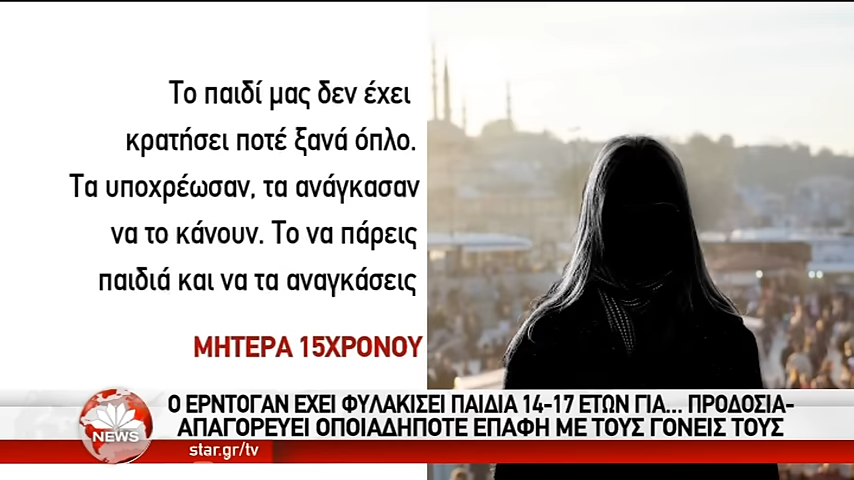 Το παιδί μας δεν έχει
κρατήσει ποτέ ξανά όπλο.
Τα υποχρέωσαν, τα ανάγκασαν
να το κάνουν. Το να πάρεις
παιδιά και να τα αναγκάσεις
ΜΗΤΕΡΑ 15ΧΡΟΝΟΥ
Ο ΕΡΝΤΟΓΑΝ ΕΧΕΙ ΦΥΛΑΚΙΣΕΙ ΠΑΙΔΙΑ 14-17 ΕΤΩΝ ΓΙΑ... ΠΡΟΔΟΣΙΑ-
ΑΠΑΓΟΡΕΥΕΙ ΟΠΟΙΑΔΗΠΟΤΕ ΕΠΑΦΗ ΜΕ ΤΟΥΣ ΓΟΝΕΙΣ ΤΟΥΣ
NEWS
star.gr/tv